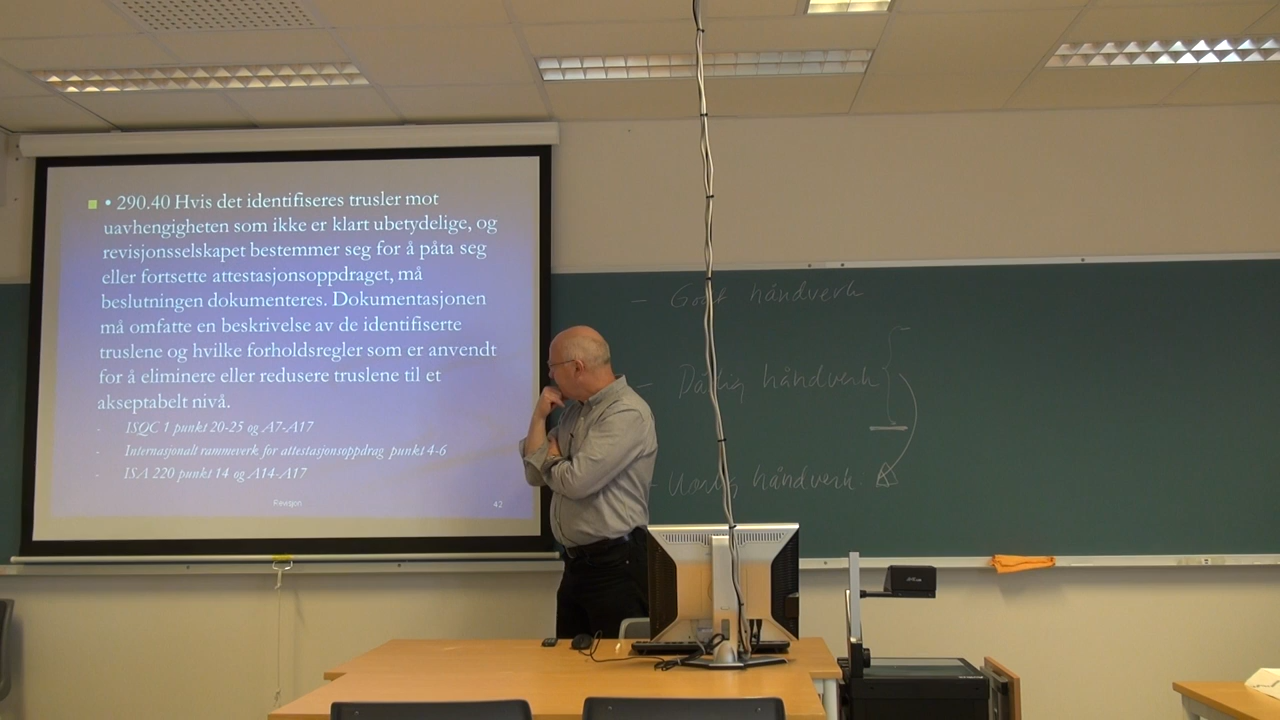 • 290.40 Hvis det identifiseres trusler mot
uavhengigheten som ikke er klart ubetydelige, og
revisjonsselskapet bestemmer seg for å påta seg
eller fortsette attestasjonsoppdraget, må
beslutningen dokumenteres. Dokumentasjonen
må omfatte en beskrivelse av de identifiserte
truslene og hvilke forholdsregler som er anvendt
for å eliminere eller redusere truslene til et
akseptabelt nivå.
- ISQC 1 punkt 20-25 og A7-A17
- Internasjonalt rammeverk for attestasjonsoppdrag punkt 4-6
- ISA 220 punkt 14 og A14-A17
Revisjon 42
- Godt håndverk
- Dårlig håndverk
- håndverk